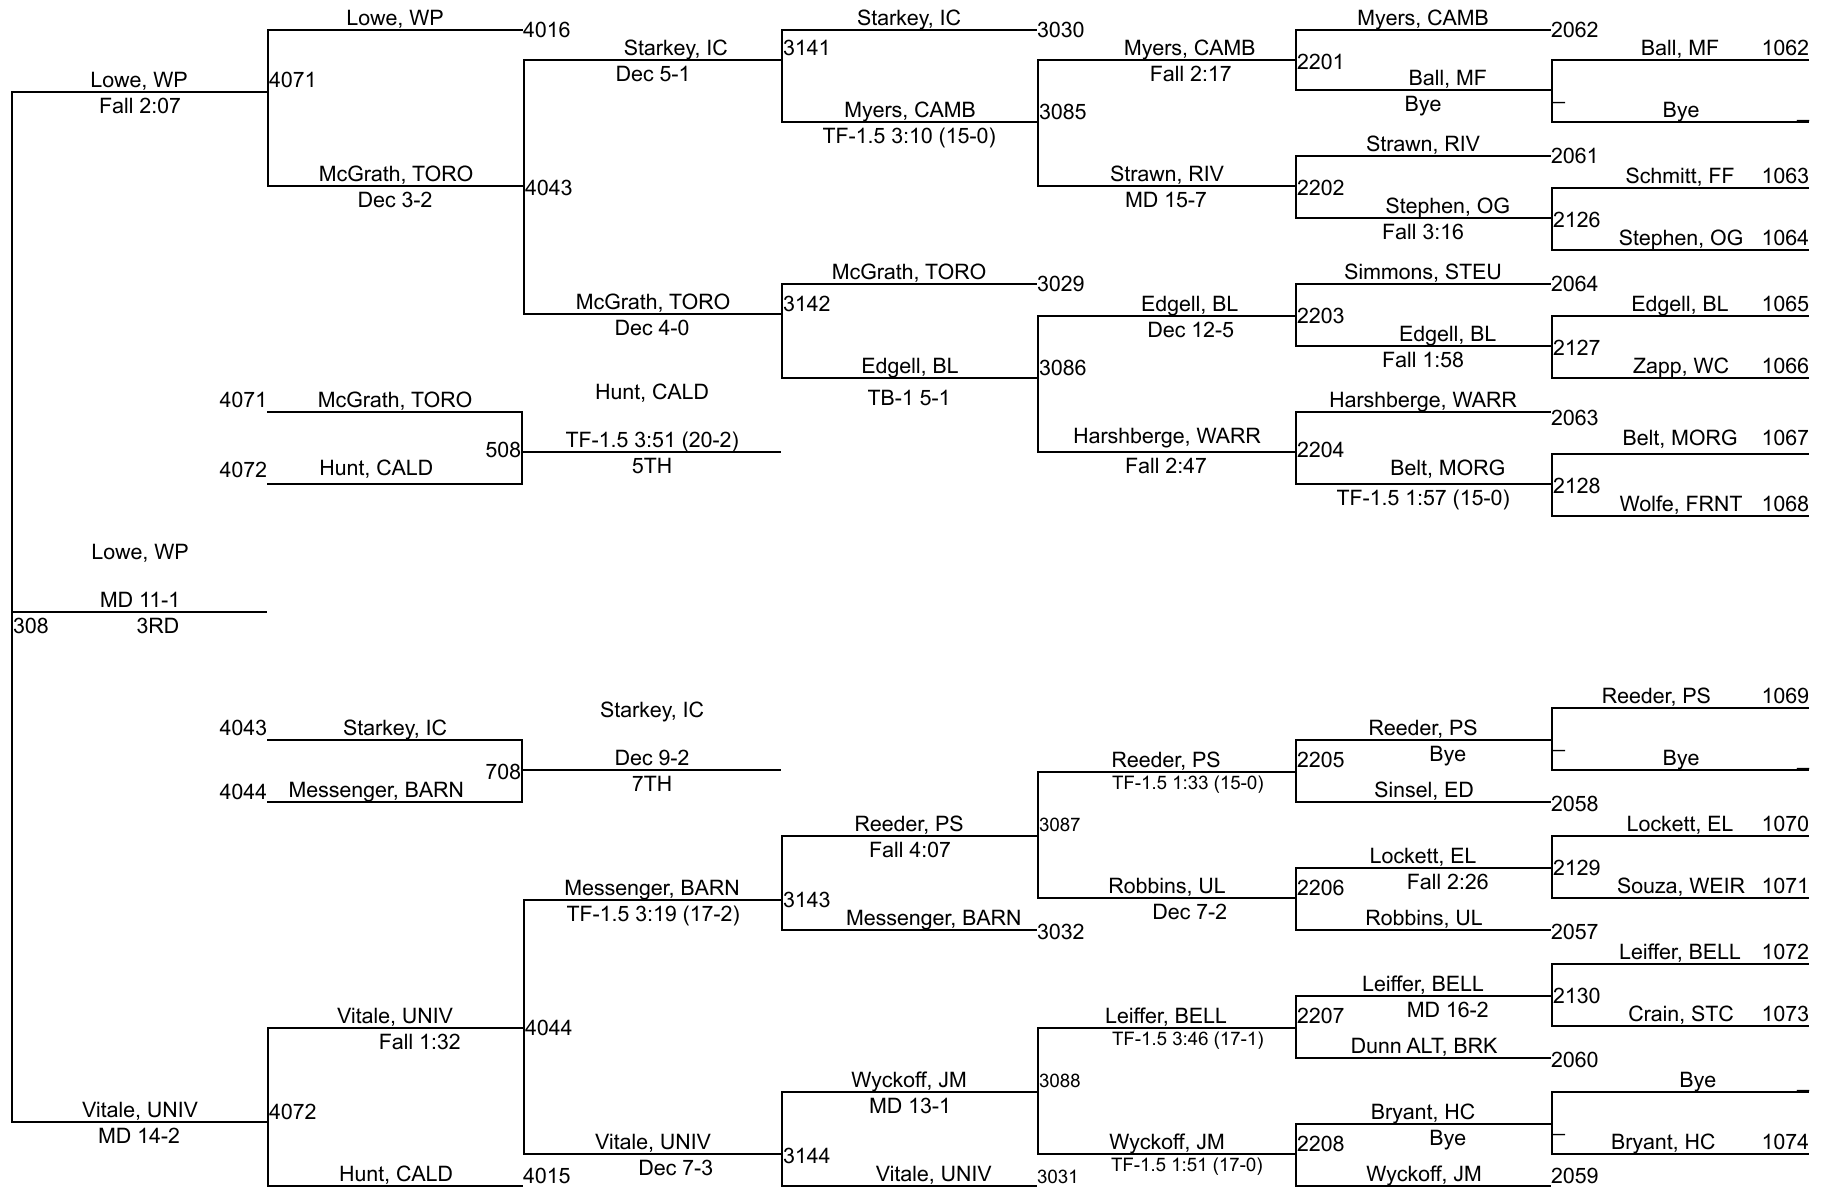 Lowe, WP
4016
Starkey, IC
3030
Myers, CAMB
2062
Starkey, IC
3141
Myers, CAMB
2201
Ball, MF 1062
Lowe, WP
4071
Dec 5-1
Fall 2:17
Ball, MF
Fall 2:07
Myers, CAMB
3085
Bye
_
Bye _
TF-1.5 3:10 (15-0)
Strawn, RIV
2061
McGrath, TORO
4043
Strawn, RIV
2202
Schmitt, FF 1063
Dec 3-2
MD 15-7
Stephen, OG
2126
Fall 3:16
Stephen, OG 1064
McGrath, TORO
3029
Simmons, STEU
2064
McGrath, TORO
3142
Edgell, BL
2203
Edgell, BL 1065
Dec 4-0
Dec 12-5
Edgell, BL
2127
Fall 1:58
Edgell, BL
3086
Zapp, WC 1066
TB-1 5-1
Hunt, CALD
4071 McGrath, TORO
Harshberge, WARR
2063
508
TF-1.5 3:51 (20-2)
Harshberge, WARR
2204
Belt, MORG 1067
5TH
Fall 2:47
4072 Hunt, CALD
Belt, MORG
2128
TF-1.5 1:57 (15-0)
Wolfe, FRNT 1068
Lowe, WP
MD 11-1
308
3RD
Reeder, PS 1069
Starkey, IC
4043 Starkey, IC
Reeder, PS
708
Dec 9-2
Reeder, PS
2205
Bye
_
Bye _
7TH
TF-1.5 1:33 (15-0)
4044 Messenger, BARN
Sinsel, ED
2058
Reeder, PS
3087
Lockett, EL 1070
Fall 4:07
Lockett, EL
2129
Messenger, BARN
3143
Robbins, UL
2206
Fall 2:26
Souza, WEIR 1071
TF-1.5 3:19 (17-2)
Messenger, BARN
3032
Dec 7-2
Robbins, UL
2057
Leiffer, BELL 1072
Leiffer, BELL
2130
Vitale, UNIV
4044
Leiffer, BELL
2207
MD 16-2
Crain, STC 1073
Fall 1:32
TF-1.5 3:46 (17-1)
Dunn ALT, BRK
2060
Wyckoff, JM
3088
Bye _
Vitale, UNIV
4072
MD 13-1
Bryant, HC
_
MD 14-2
Vitale, UNIV
3144
Wyckoff, JM
2208
Bye
Bryant, HC 1074
Dec 7-3
TF-1.5 1:51 (17-0)
Hunt, CALD
4015
Vitale, UNIV
3031
Wyckoff, JM
2059